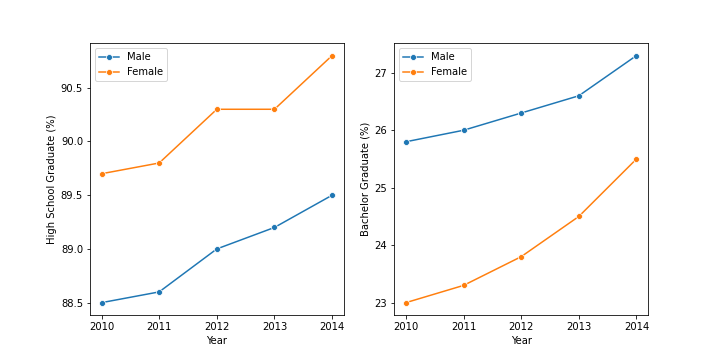 Male
Female
High School Graduate (%)
90.5
90.0
89.5
89.0
88.5
2010 2011 2012 2013 2014
Year
Male
Female
Bachelor Graduate (%)
27
26
25
24
23
2010 2011 2012 2013 2014
Year